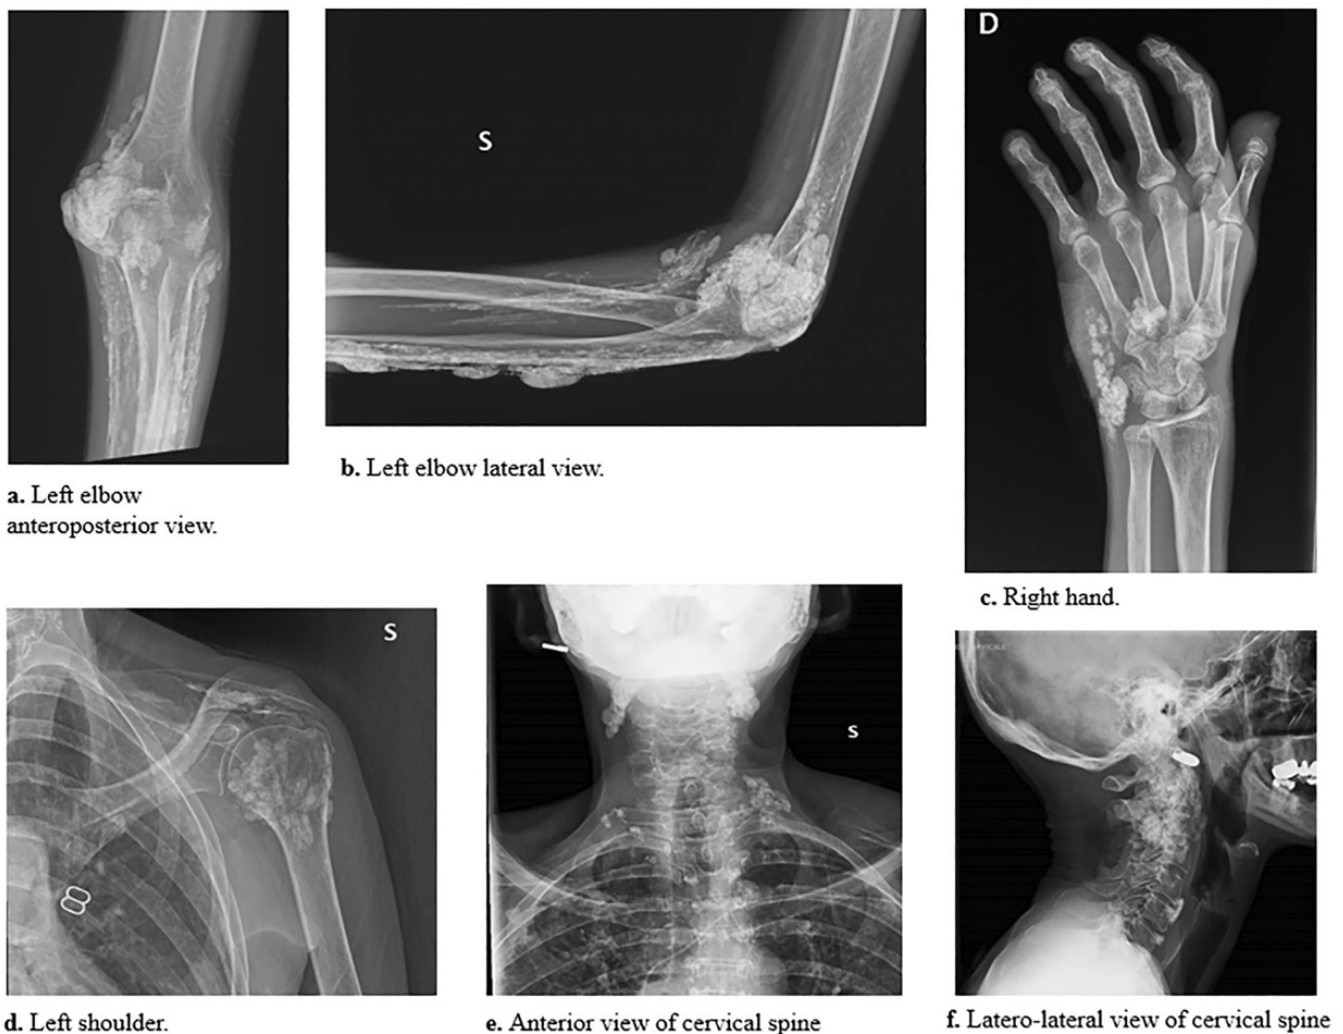 D
S
b. Left elbow lateral view.
a. Left elbow
anteroposterior view.
c. Right hand.
S
s
d. Left shoulder.
e. Anterior view of cervical spine
f. Latero-lateral view of cervical spine